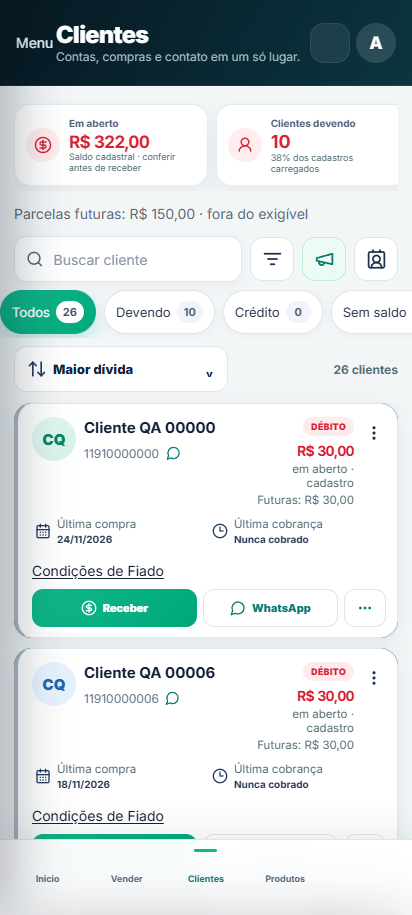 Menu Clientes
Contas, compras e contato em um só lugar.
A
Em aberto
R$ 322,00
Saldo cadastral · conferir
antes de receber
Clientes devendo
10
38% dos cadastros
carregados
Parcelas futuras: R$ 150,00 · fora do exigível
Buscar cliente
Todos 26
Devendo 10
Crédito 0
Sem saldo
Maior dívida v
26 clientes
CQ
Cliente QA 00000
11910000000
DÉBITO
R$ 30,00
em aberto ·
cadastro
Futuras: R$ 30,00
Última compra
24/11/2026
Última cobrança
Nunca cobrado
Condições de Fiado
Receber
WhatsApp
CQ
Cliente QA 00006
11910000006
DÉBITO
R$ 30,00
em aberto ·
cadastro
Futuras: R$ 30,00
Última compra
18/11/2026
Última cobrança
Nunca cobrado
Condições de Fiado
Início
Vender
Clientes
Produtos